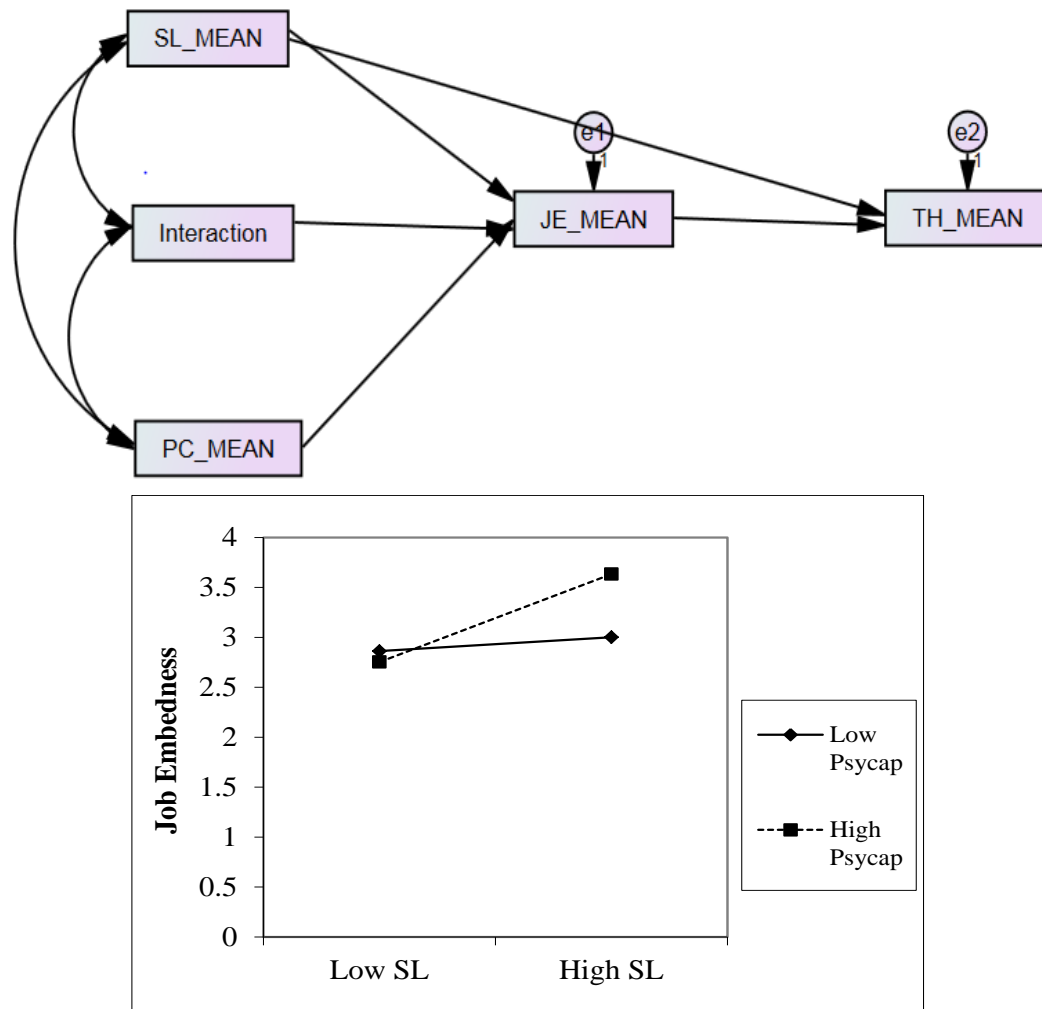 SL_MEAN
e1
1
e2
1
Interaction
JE_MEAN
TH_MEAN
PC_MEAN
4
3.5
3
2.5
2
1.5
1
0.5
0
Job Embedness
Low SL
High SL
Low
Psycap
High
Psycap